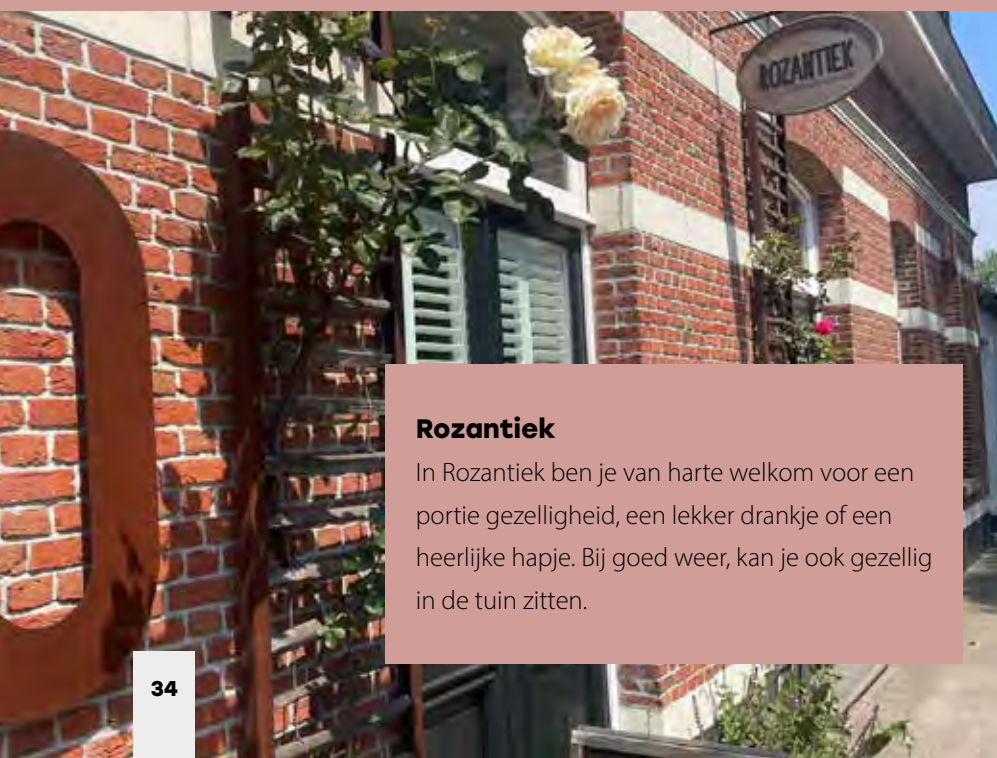 ROZANTIEK
Rozantiek
In Rozantiek ben je van harte welkom voor een
portie gezelligheid, een lekker drankje of een
heerlijke hapje. Bij goed weer, kan je ook gezellig
in de tuin zitten.
34